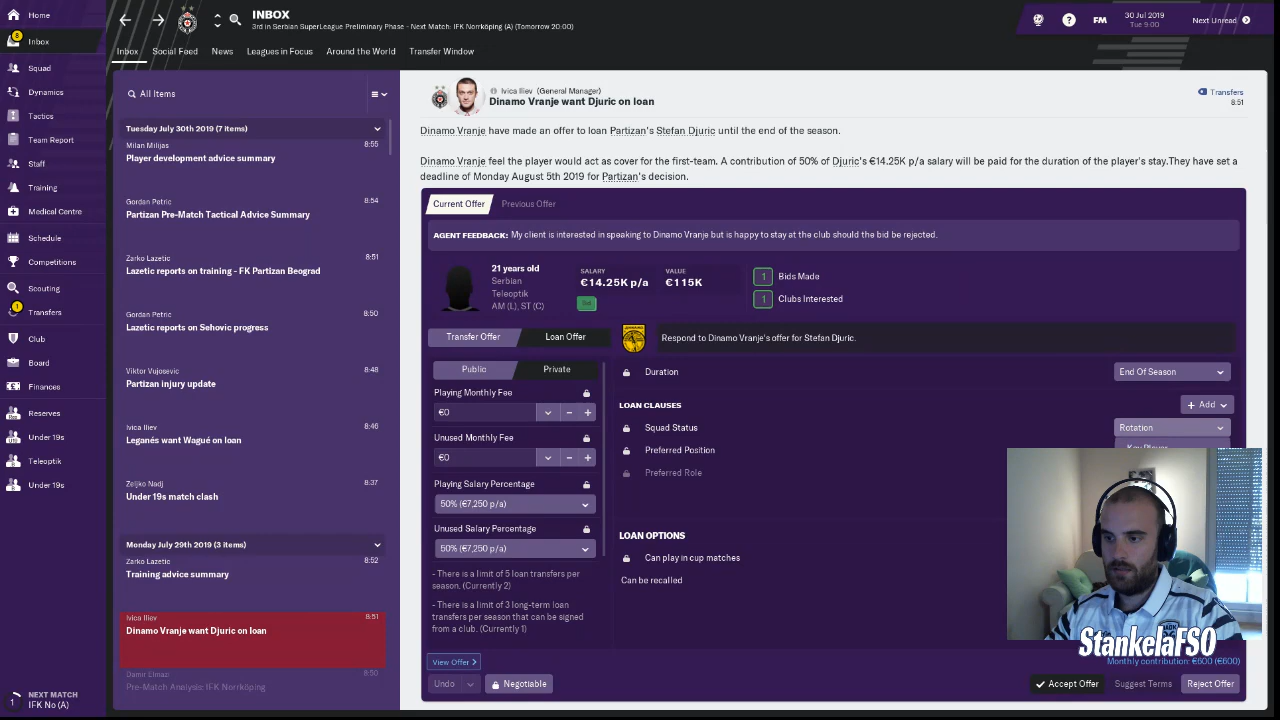 Home
8
Inbox
Squad
Dynamics
Tactics
Team Report
Staff
Training
Medical Centre
Schedule
Competitions
Scouting
1
Transfers
Club
Board
Finances
Reserves
Under 19s
Teleoptik
Under 19s
1 NEXT MATCH
IFK No (A)
INBOX
3rd in Serbian SuperLeague Preliminary Phase - Next Match: IFK Norrköping (A) (Tomorrow 20:00)
? FM
30 Jul 2019
Tue 9:00
Next Unread
Inbox Social Feed News Leagues in Focus Around the World Transfer Window
All Items
Tuesday July 30th 2019 (7 items)
Milan Milijas 8:55
Player development advice summary
Gordan Petric 8:54
Partizan Pre-Match Tactical Advice Summary
Zarko Lazetic 8:51
Lazetic reports on training - FK Partizan Beograd
Gordan Petric 8:50
Lazetic reports on Sehovic progress
Viktor Vujosevic 8:48
Partizan injury update
Ivica Iliev 8:46
Leganés want Wagué on loan
Zeljko Nadj 8:37
Under 19s match clash
Monday July 29th 2019 (3 items)
Zarko Lazetic 8:52
Training advice summary
Ivica Iliev 8:51
Dinamo Vranje want Djuric on loan
Damir Elmazi 8:50
Pre-Match Analysis: IFK Norrköping
Ivica Iliev (General Manager)
Dinamo Vranje want Djuric on loan
Transfers
8:51
Dinamo Vranje have made an offer to loan Partizan's Stefan Djuric until the end of the season.
Dinamo Vranje feel the player would act as cover for the first-team. A contribution of 50% of Djuric's €14.25K p/a salary will be paid for the duration of the player's stay.They have set a
deadline of Monday August 5th 2019 for Partizan's decision.
Current Offer Previous Offer
AGENT FEEDBACK: My client is interested in speaking to Dinamo Vranje but is happy to stay at the club should the bid be rejected.
21 years old
Serbian
Teleoptik
AM (L), ST (C)
SALARY
€14.25K p/a
VALUE
€115K
Bid
1 Bids Made
1 Clubs Interested
Transfer Offer Loan Offer
Respond to Dinamo Vranje's offer for Stefan Djuric.
Public Private
Playing Monthly Fee
€0
Unused Monthly Fee
€0
Playing Salary Percentage
50% (€7,250 p/a)
Unused Salary Percentage
50% (€7,250 p/a)
- There is a limit of 5 loan transfers per
season. (Currently 2)
- There is a limit of 3 long-term loan
transfers per season that can be signed
from a club. (Currently 1)
Duration End Of Season
LOAN CLAUSES Add
Squad Status Rotation
Key Player
Preferred Position
Preferred Role
LOAN OPTIONS
Can play in cup matches
Can be recalled
StankelaFSO
Monthly contribution: €600 (€600)
View Offer
Undo Negotiable
Accept Offer Suggest Terms Reject Offer